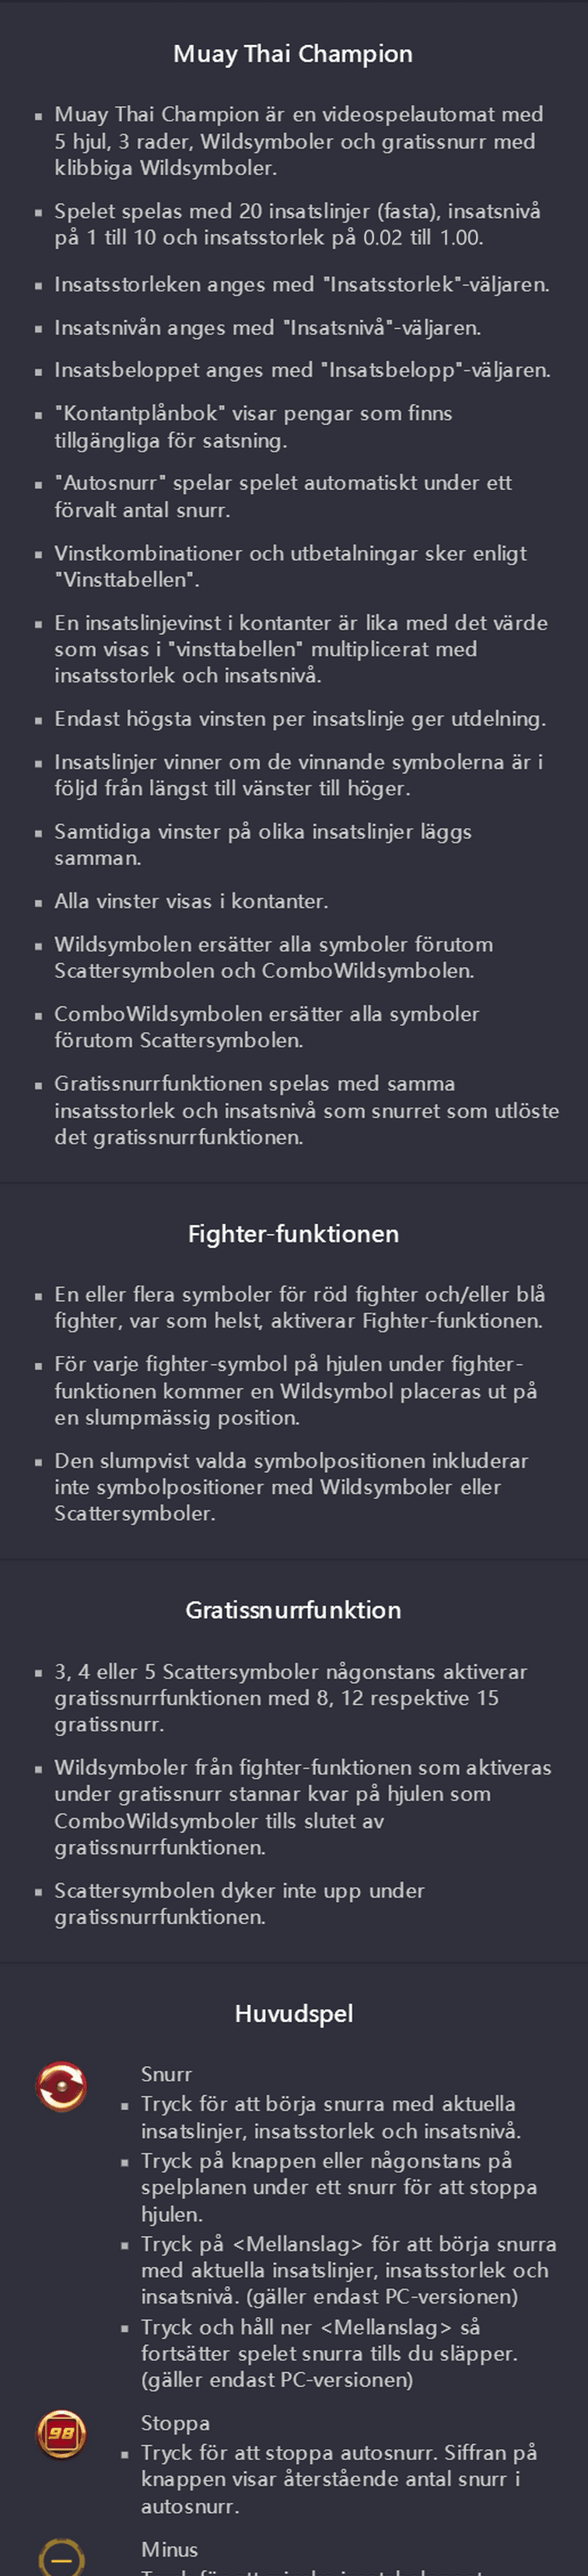 Muay Thai Champion
▪ Muay Thai Champion är en videospelautomat med
5 hjul, 3 rader, Wildsymboler och gratissnurr med
klibbiga Wildsymboler.
▪ Spelet spelas med 20 insatslinjer (fasta), insatsnivå
på 1 till 10 och insatsstorlek på 0.02 till 1.00.
▪ Insatsstorleken anges med "Insatsstorlek"-väljaren.
▪ Insatsnivån anges med "Insatsnivå"-väljaren.
▪ Insatsbeloppet anges med "Insatsbelopp"-väljaren.
▪ "Kontantplånbok" visar pengar som finns
tillgängliga för satsning.
▪ "Autosnurr" spelar spelet automatiskt under ett
förvalt antal snurr.
▪ Vinstkombinationer och utbetalningar sker enligt
"Vinsttabellen".
▪ En insatslinjevinst i kontanter är lika med det värde
som visas i "vinsttabellen" multiplicerat med
insatsstorlek och insatsnivå.
▪ Endast högsta vinsten per insatslinje ger utdelning.
▪ Insatslinjer vinner om de vinnande symbolerna är i
följd från längst till vänster till höger.
▪ Samtidiga vinster på olika insatslinjer läggs
samman.
▪ Alla vinster visas i kontanter.
▪ Wildsymbolen ersätter alla symboler förutom
Scattersymbolen och ComboWildsymbolen.
▪ ComboWildsymbolen ersätter alla symboler
förutom Scattersymbolen.
▪ Gratissnurrfunktionen spelas med samma
insatsstorlek och insatsnivå som snurret som utlöste
det gratissnurrfunktionen.
Fighter-funktionen
▪ En eller flera symboler för röd fighter och/eller blå
fighter, var som helst, aktiverar Fighter-funktionen.
▪ För varje fighter-symbol på hjulen under fighter-
funktionen kommer en Wildsymbol placeras ut på
en slumpmässig position.
▪ Den slumpvist valda symbolpositionen inkluderar
inte symbolpositioner med Wildsymboler eller
Scattersymboler.
Gratissnurrfunktion
▪ 3, 4 eller 5 Scattersymboler någonstans aktiverar
gratissnurrfunktionen med 8, 12 respektive 15
gratissnurr.
▪ Wildsymboler från fighter-funktionen som aktiveras
under gratissnurr stannar kvar på hjulen som
ComboWildsymboler tills slutet av
gratissnurrfunktionen.
▪ Scattersymbolen dyker inte upp under
gratissnurrfunktionen.
Huvudspel
Snurr
▪ Tryck för att börja snurra med aktuella
insatslinjer, insatsstorlek och insatsnivå.
▪ Tryck på knappen eller någonstans på
spelplanen under ett snurr för att stoppa
hjulen.
▪ Tryck på <Mellanslag> för att börja snurra
med aktuella insatslinjer, insatsstorlek och
insatsnivå. (gäller endast PC-versionen)
▪ Tryck och håll ner <Mellanslag> så
fortsätter spelet snurra tills du släpper.
(gäller endast PC-versionen)
98
Stoppa
▪ Tryck för att stoppa autosnurr. Siffran på
knappen visar återstående antal snurr i
autosnurr.
Minus